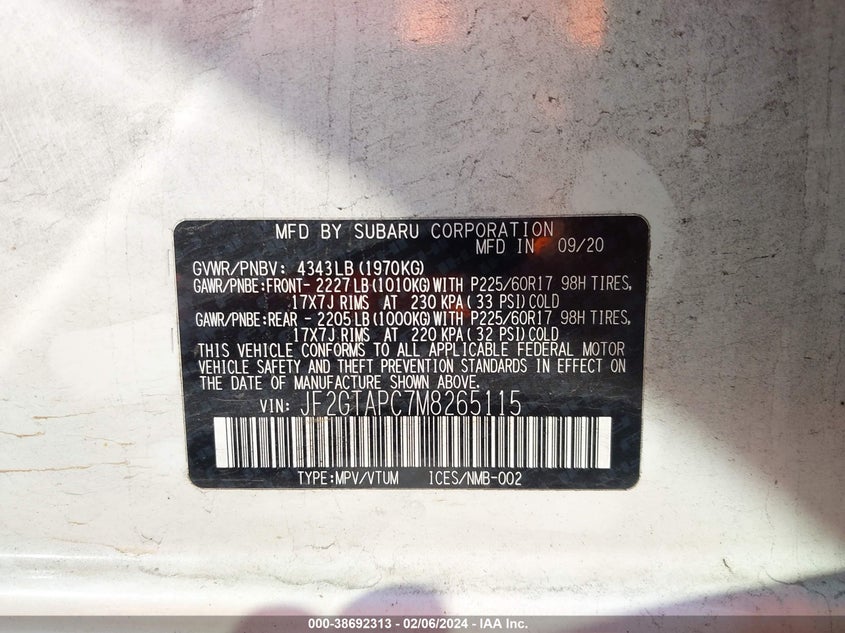 MFD BY SUBARU CORPORATION
MFD IN 09/20
GVWR/PNBV: 4343LB (1970KG)
GAWR/PNBE:FRONT- 2227LB (1010KG) WITH P225/60R17 98H TIRES,
17X7J RIMS AT 230 KPA ( 33 PSI) COLD
GAWR/PNBE:REAR - 2205LB (1000KG) WITH P225/60R17 98H TIRES,
17X7J RIMS AT 220 KPA ( 32 PSI) COLD
THIS VEHICLE CONFORMS TO ALL APPLICABLE FEDERAL MOTOR
VEHICLE SAFETY AND THEFT PREVENTION STANDARDS IN EFFECT ON
THE DATE OF MANUFACTURE SHOWN ABOVE.
VIN: JF2GTAPC7M8265115
TYPE:MPV/VTUM ICES/NMB-002
000-38692313 - 02/06/2024 - IAA Inc.